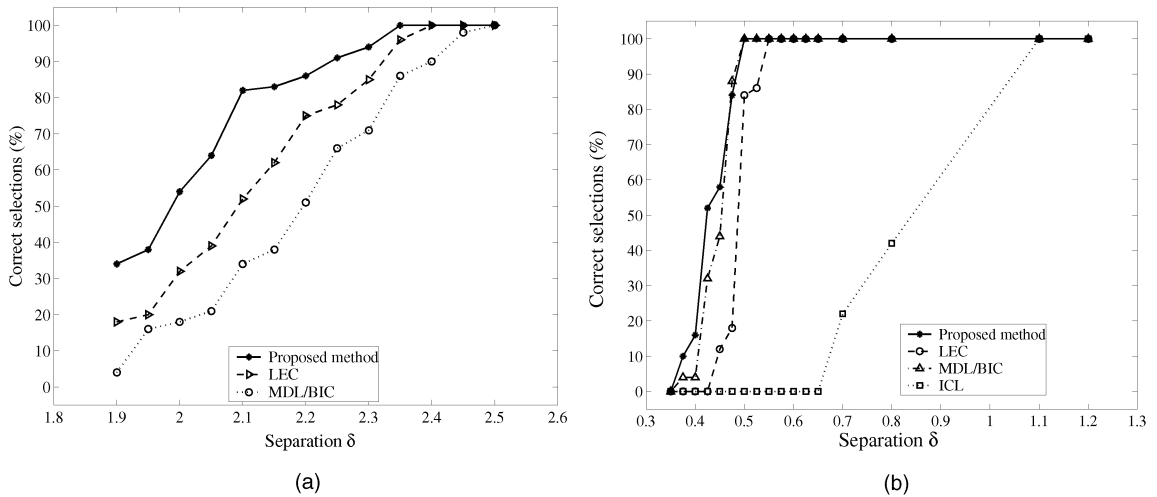 100
90
80
70
60
50
40
30
20
10
0
Correct selections (%)
1.8 1.9 2 2.1 2.2 2.3 2.4 2.5 2.6
Separation δ
Proposed method
LEC
MDL/BIC
(a)
100
90
80
70
60
50
40
30
20
10
0
Correct selections (%)
0.3 0.4 0.5 0.6 0.7 0.8 0.9 1 1.1 1.2 1.3
Separation δ
Proposed method
LEC
MDL/BIC
ICL
(b)